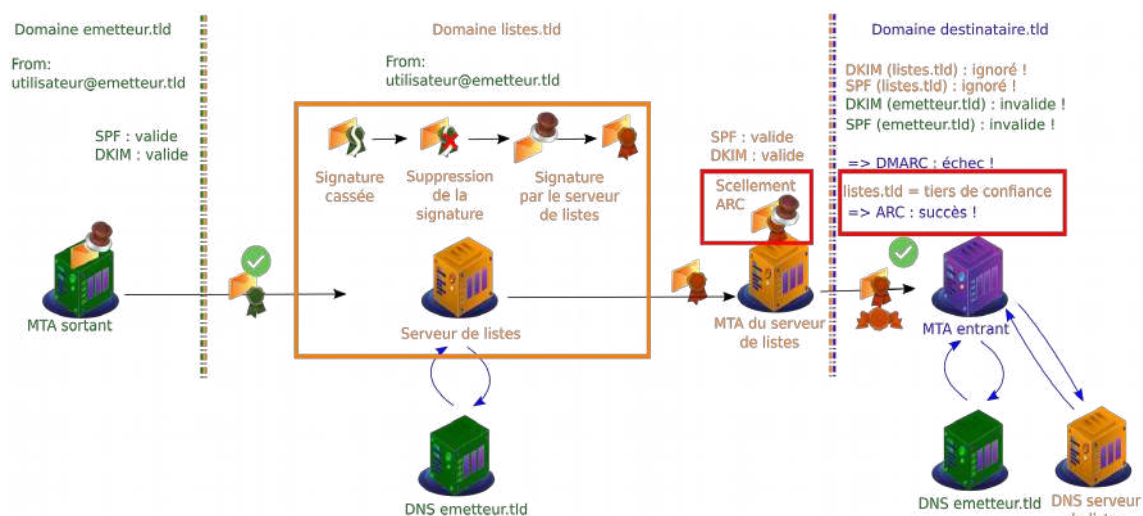 Domaine emetteur.tld
From:
utilisateur@emetteur.tld
SPF : valide
DKIM : valide
MTA sortant
Domaine listes.tld
From:
utilisateur@emetteur.tld
Signature
cassée
Suppression
de la
signature
Signature
par le serveur
de listes
Serveur de listes
DNS emetteur.tld
SPF : valide
DKIM : valide
Scellement
ARC
MTA du serveur
de listes
Domaine destinataire.tld
DKIM (listes.tld) : ignoré !
SPF (listes.tld) : ignoré !
DKIM (emetteur.tld) : invalide !
SPF (emetteur.tld) : invalide !
=> DMARC : échec !
listes.tld = tiers de confiance
=> ARC : succès !
MTA entrant
DNS emetteur.tld
DNS serveur